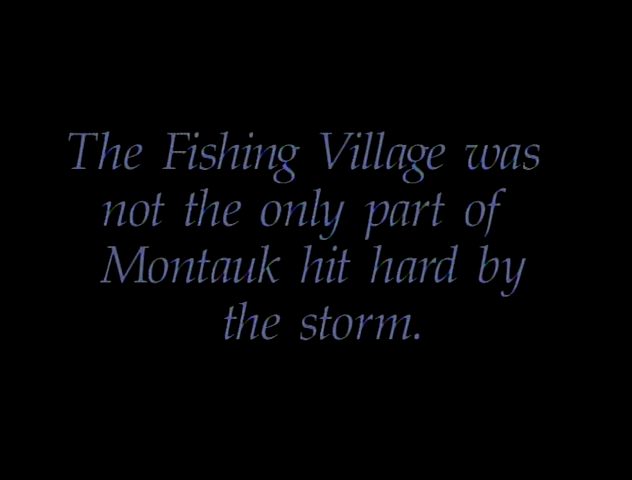 The Fishing Village was
not the only part of
Montauk hit hard by
the storm.